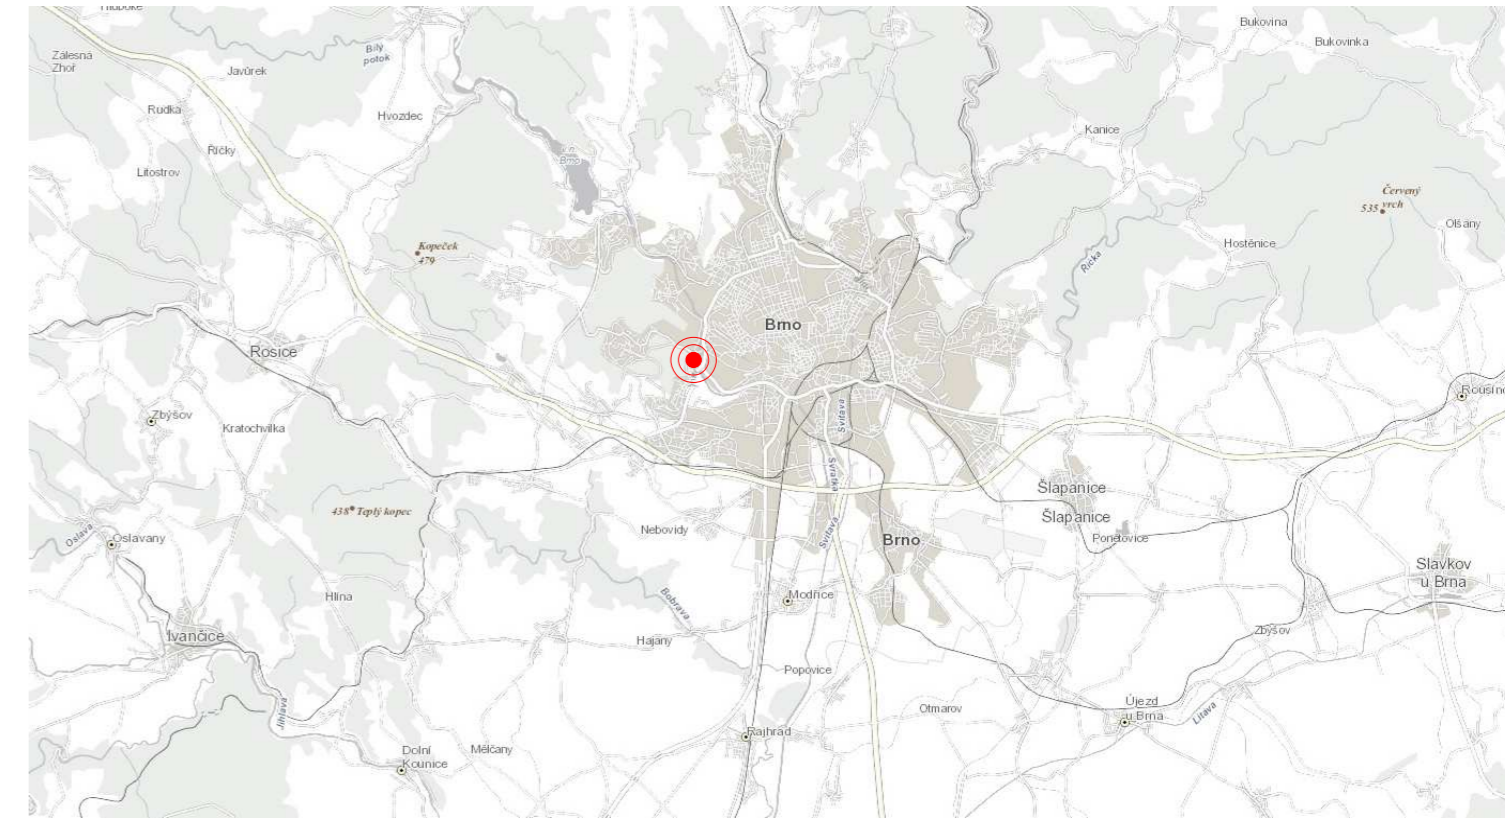 Bukovina
Bukovinka
Zálesná
Zhoř
Bílý
potok
Javůrek
Rudka
Hvozdec
Kanice
Říčky
Litostrov
Červený
535 vrch
Olšany
Kopeček
479
Hostěnice
Říčka
Brno
Rosice
Zbýšov
Kratochvilka
Svitava
Svratka
Šlapanice
Šlapanice
438 Teplý kopec
Nebovidy
Svitava
Brno
Ponětovice
Oslava
Oslavany
Slavkov
u Brna
Hlína
Bobrava
Modřice
Ivančice
Hajany
Zbýšov
Popovice
Jihlava
Otmarov
Újezd
u Brna
Litava
Rajhrad
Dolní
Kounice
Mělčany